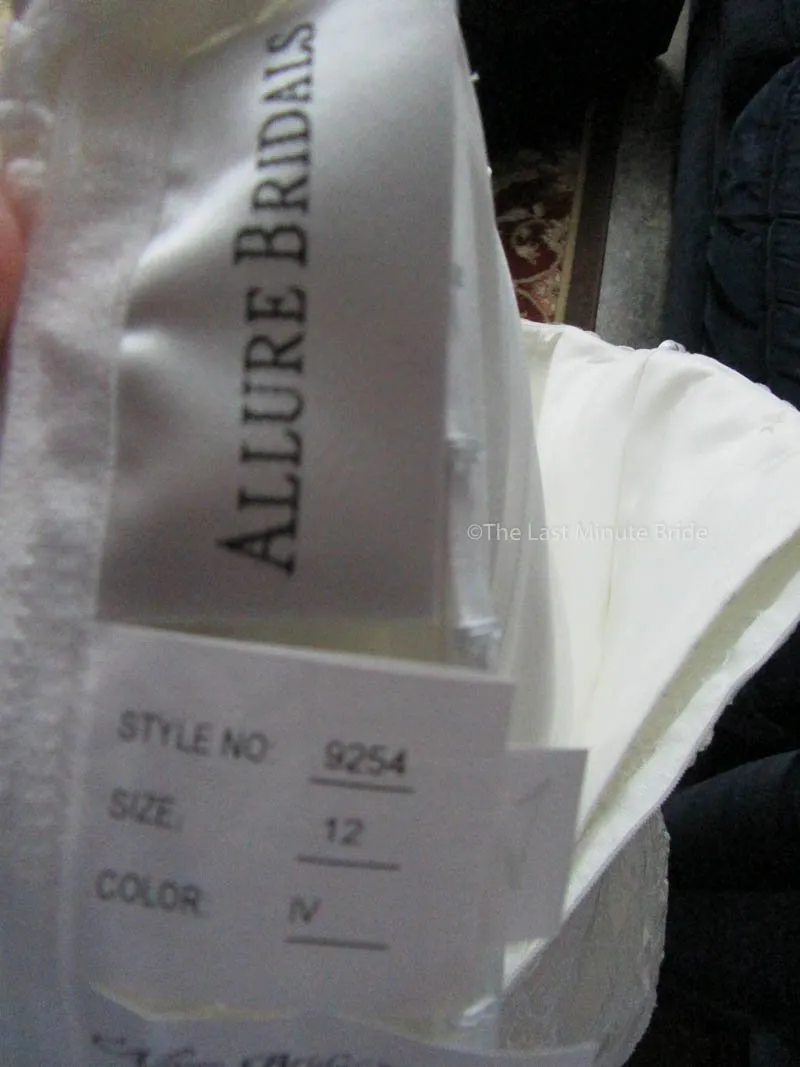 ALLURE BRIDALS
©The Last Minute Bride
STYLE NO: 9254
SIZE: 12
COLOR: IV